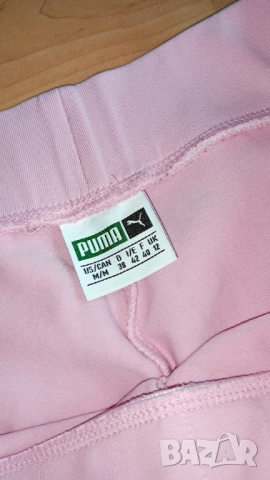 PUMA
US/CAN D I/E F UK
M/M 38 42 40 12
BAZAR